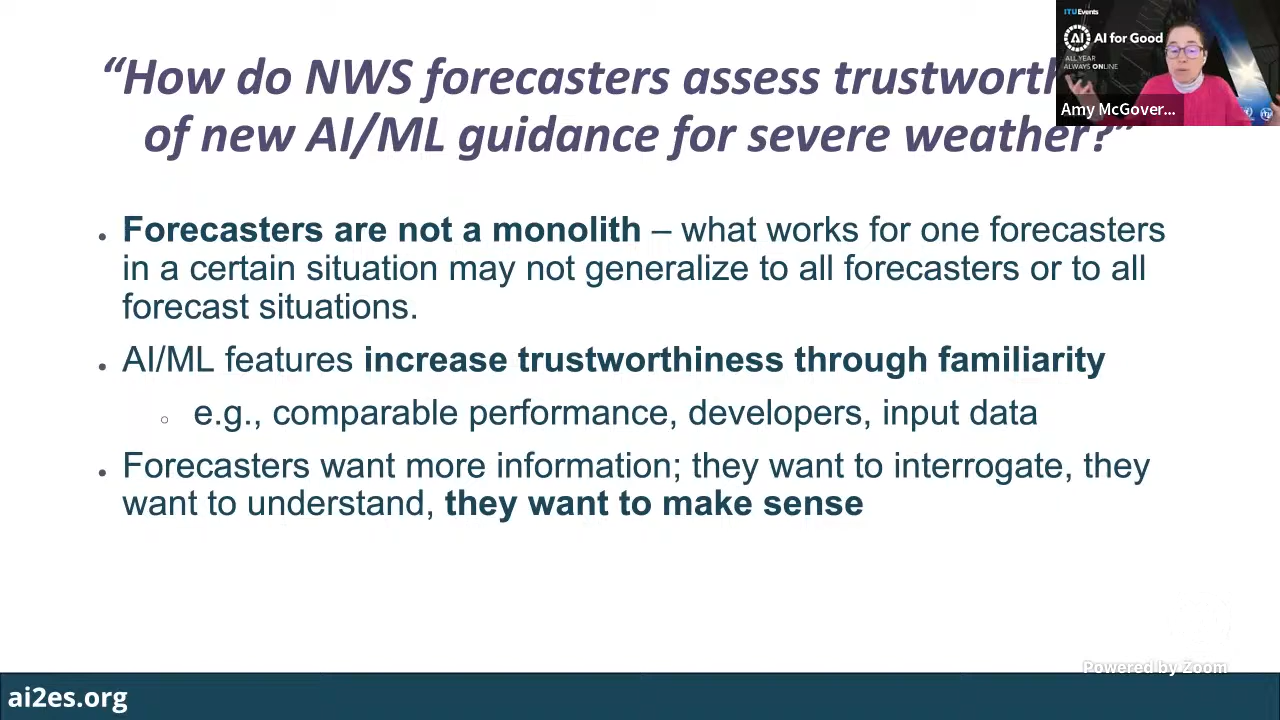 “How do NWS forecasters assess trustworth
of new AI/ML guidance for severe weather?”
ITUEvents
AI AI for Good
ALL YEAR
ALWAYS ONLINE
Amy McGover...
• Forecasters are not a monolith – what works for one forecasters
in a certain situation may not generalize to all forecasters or to all
forecast situations.
• AI/ML features increase trustworthiness through familiarity
○ e.g., comparable performance, developers, input data
• Forecasters want more information; they want to interrogate, they
want to understand, they want to make sense
Powered by Zoom
ai2es.org